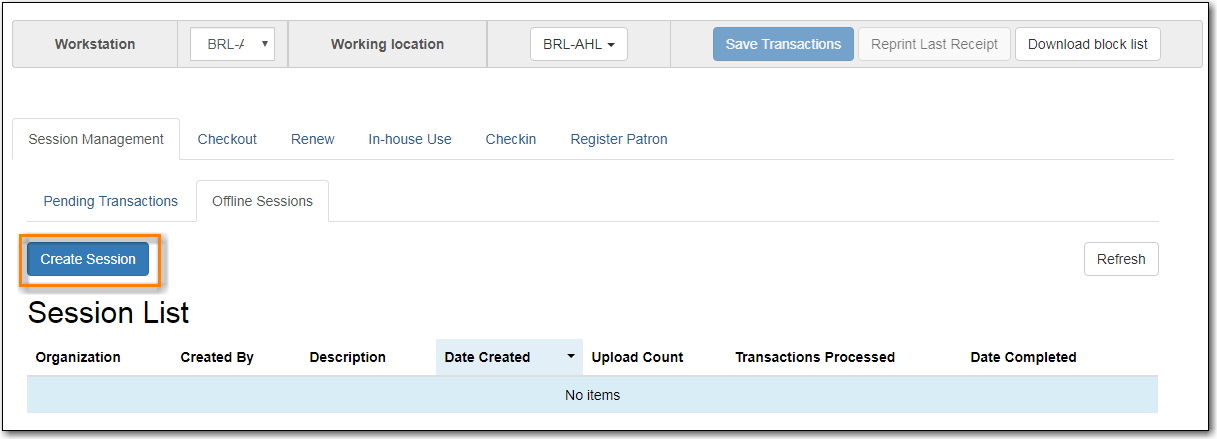 Workstation BRL-A Working location BRL-AHL Save Transactions Reprint Last Receipt Download block list
Session Management Checkout Renew In-house Use Checkin Register Patron
Pending Transactions Offline Sessions
Create Session Refresh
Session List
Organization Created By Description Date Created Upload Count Transactions Processed Date Completed
No items